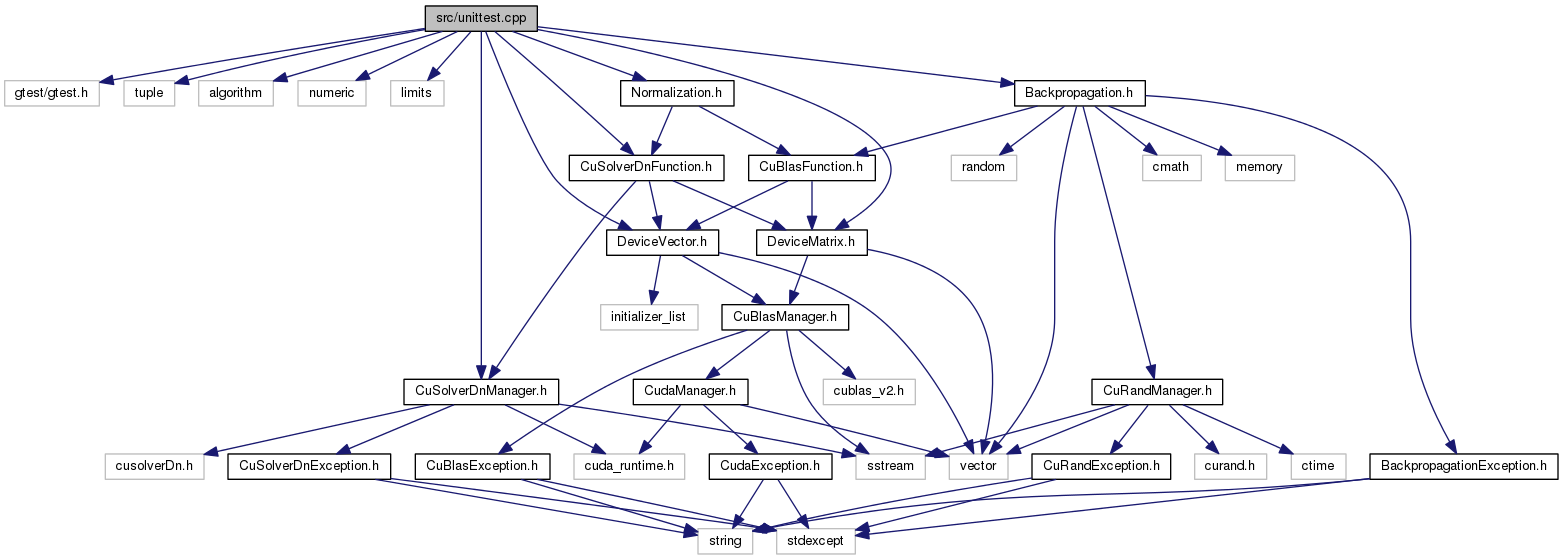 src/unittest.cpp
gtest/gtest.h
tuple
algorithm
numeric
limits
Normalization.h
Backpropagation.h
CuSolverDnFunction.h
CuBlasFunction.h
random
cmath
memory
DeviceVector.h
DeviceMatrix.h
initializer_list
CuBlasManager.h
CuSolverDnManager.h
CudaManager.h
cublas_v2.h
CuRandManager.h
cusolverDn.h
CuSolverDnException.h
CuBlasException.h
cuda_runtime.h
CudaException.h
sstream
vector
CuRandException.h
curand.h
ctime
BackpropagationException.h
string
stdexcept